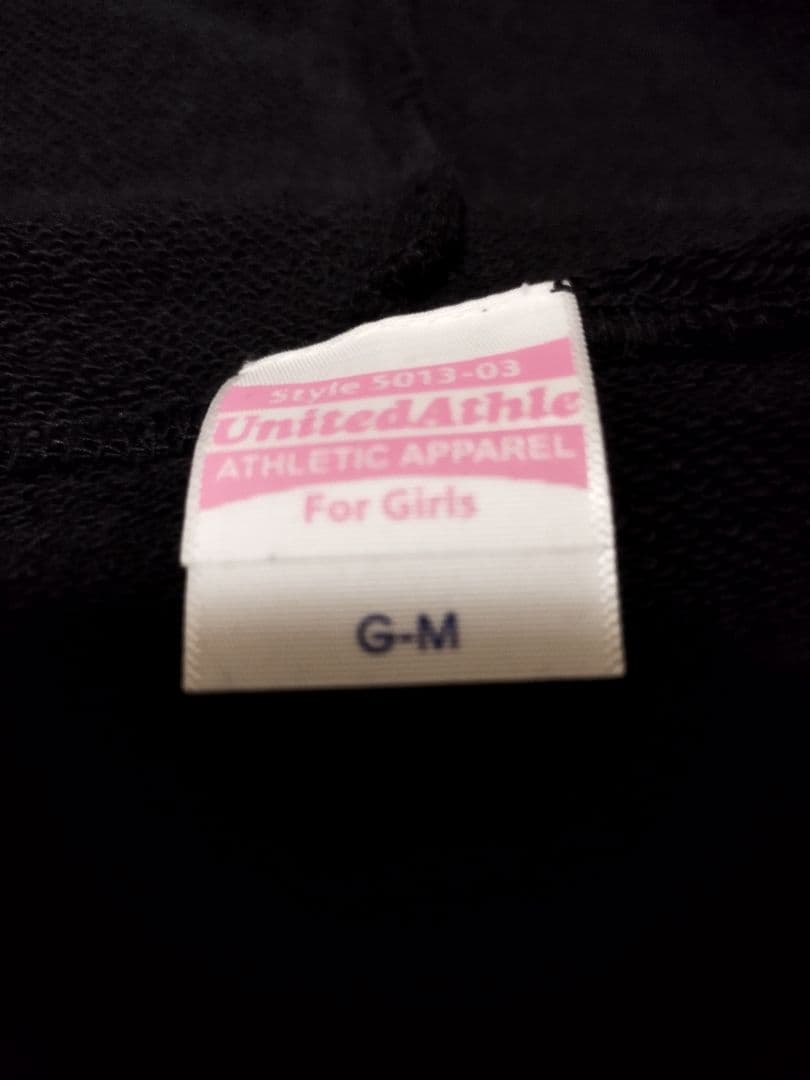 Style 5013-03
UnitedAthle
ATHLETIC APPAREL
For Girls
G-M